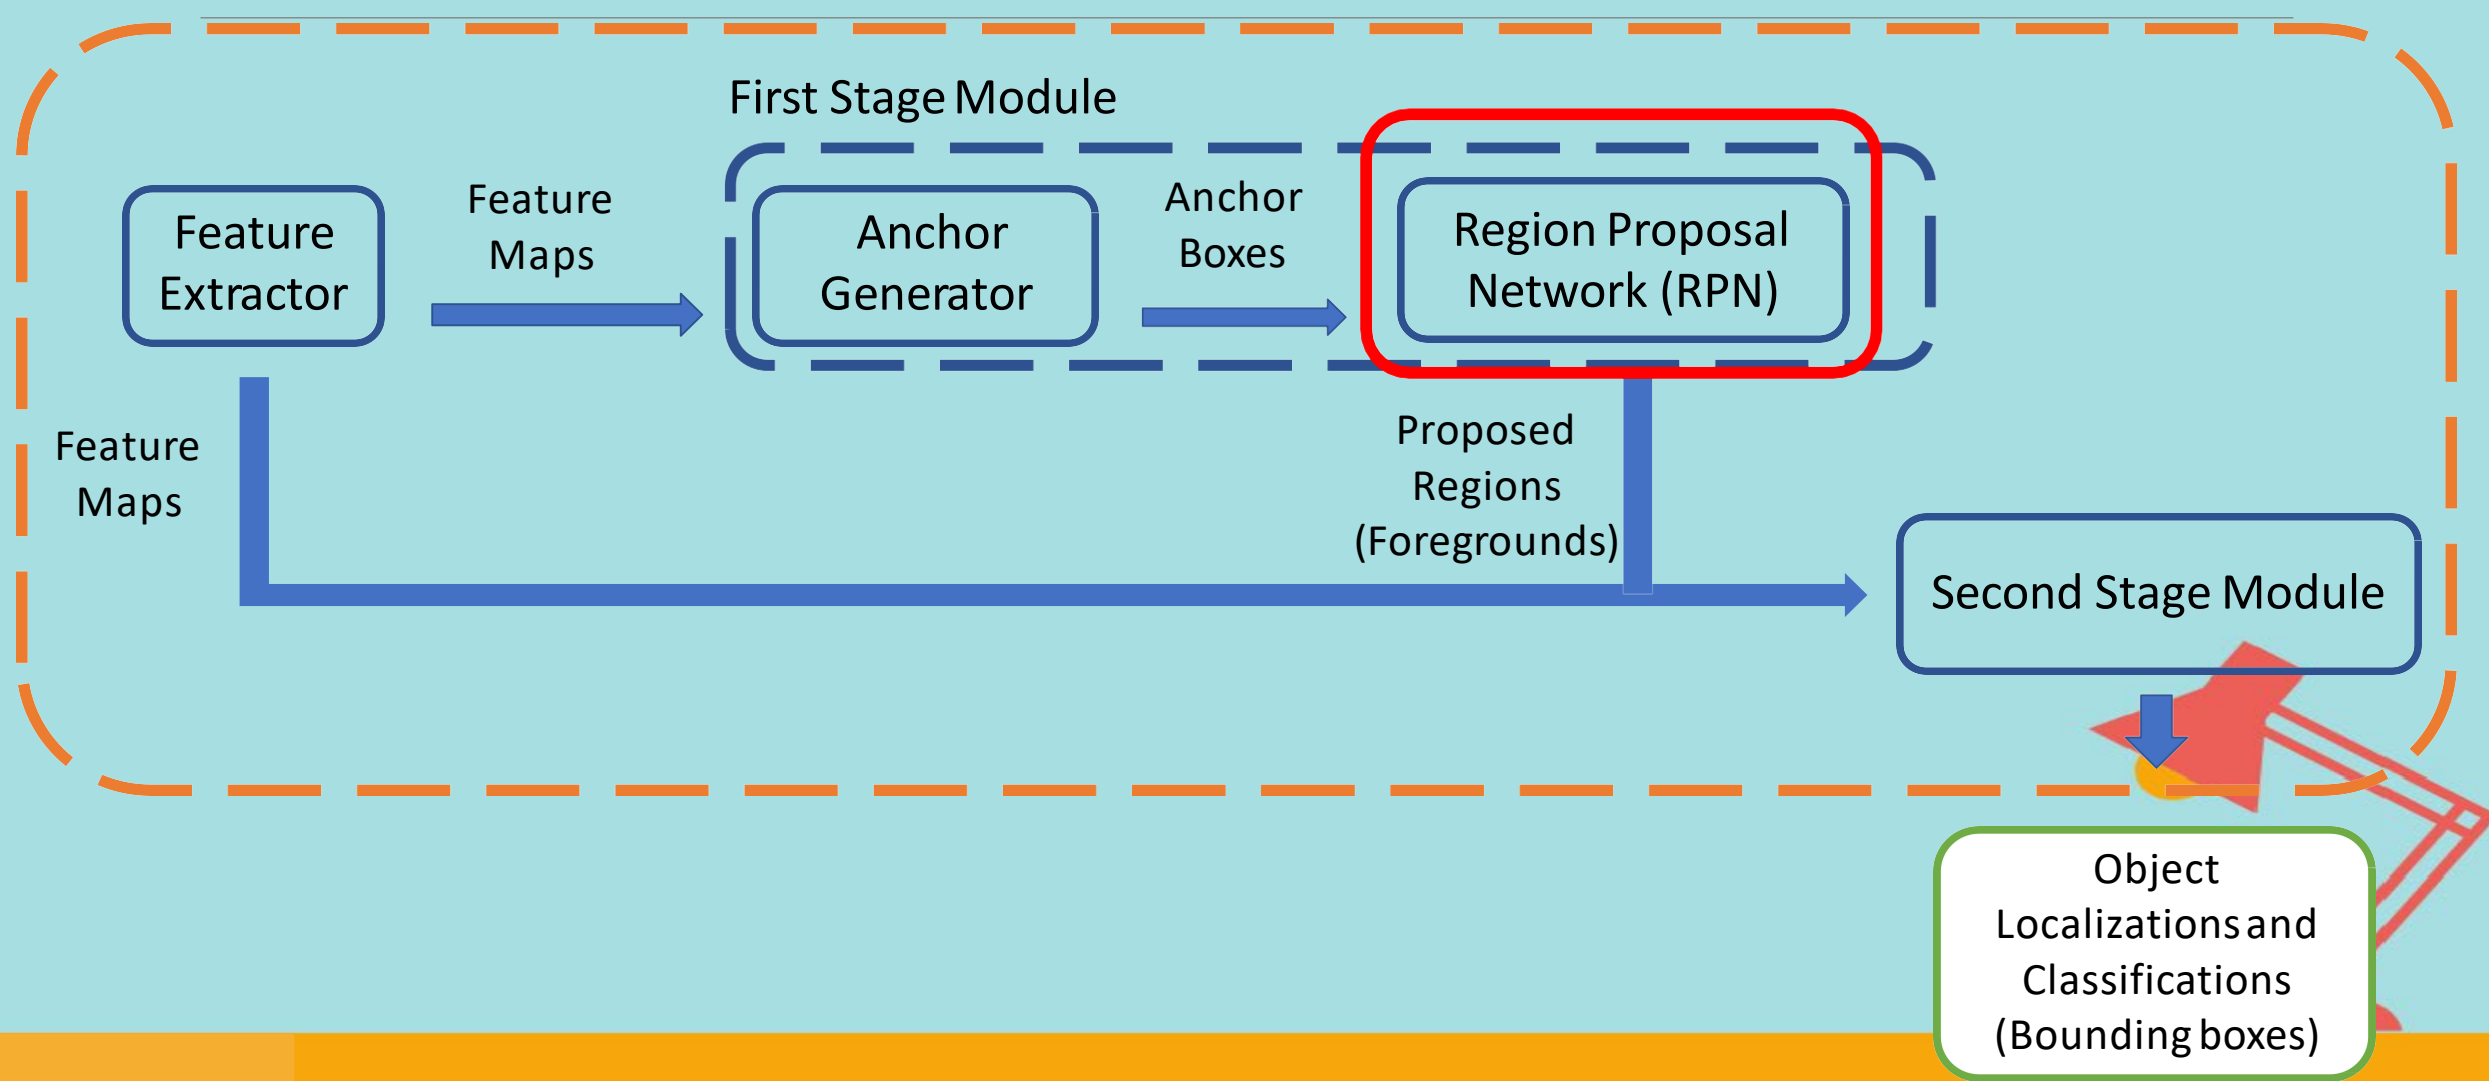 First Stage Module
Feature
Extractor
Feature
Maps
Anchor
Generator
Anchor
Boxes
Region Proposal
Network (RPN)
Feature
Maps
Proposed
Regions
(Foregrounds)
Second Stage Module
Object
Localizations and
Classifications
(Bounding boxes)